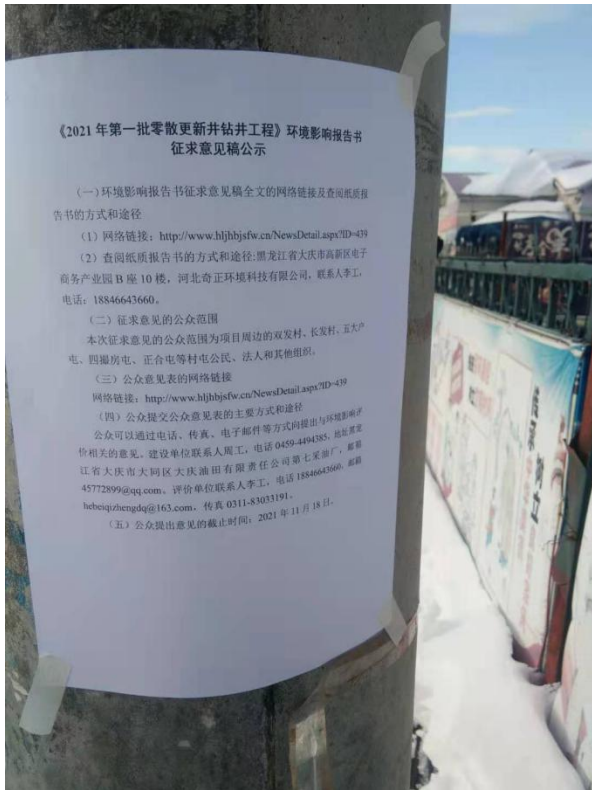 《2021年第一批零散更新井钻井工程》环境影响报告书
征求意见稿公示
（一）环境影响报告书征求意见稿全文的网络链接及查阅纸质报
告书的方式和途径
（1）网络链接：http://www.hljhbjsfw.cn/NewsDetail.aspx?ID=439
（2）查阅纸质报告书的方式和途径:黑龙江省大庆市高新区电子
商务产业园B座10楼，河北奇正环境科技有限公司，联系人李工，
电话：18846643660。
（二）征求意见的公众范围
本次征求意见的公众范围为项目周边的双发村、长发村、五大户
屯、四撮房屯、正合屯等村屯公民、法人和其他组织。
（三）公众意见表的网络链接
网络链接：http://www.hljhbjsfw.cn/NewsDetail.aspx?ID=439
（四）公众提交公众意见表的主要方式和途径
公众可以通过电话、传真、电子邮件等方式向提出与环境影响评
价相关的意见。建设单位联系人周工，电话0459-4494385，地址黑龙
江省大庆市大同区大庆油田有限责任公司第七采油厂，邮箱
45772899@qq.com。评价单位联系人李工，电话18846643660，邮箱
hebeiqizhengdq@163.com，传真0311-83033191。
（五）公众提出意见的截止时间：2021年11月18日。